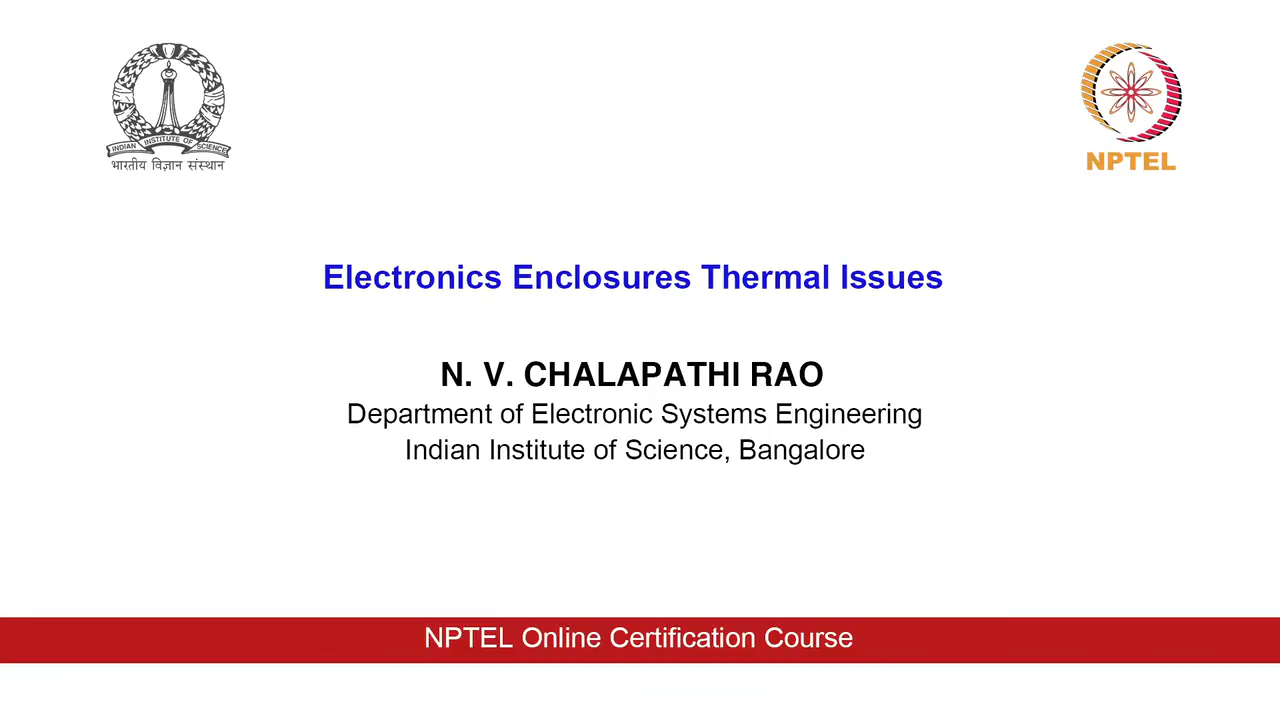 INDIAN INSTITUTE OF SCIENCE
भारतीय विज्ञान संस्थान
NPTEL
Electronics Enclosures Thermal Issues
N. V. CHALAPATHI RAO
Department of Electronic Systems Engineering
Indian Institute of Science, Bangalore
NPTEL Online Certification Course